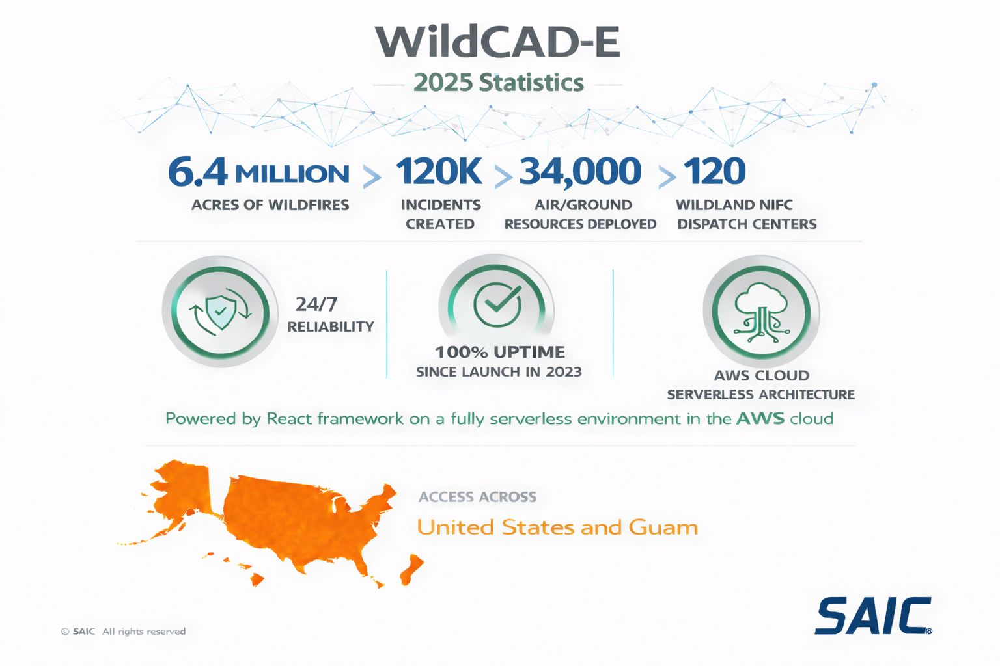 WildCAD-E
2025 Statistics
6.4 MILLION > 120K > 34,000 > 120
ACRES OF WILDFIRES
INCIDENTS
CREATED
AIR/GROUND
RESOURCES DEPLOYED
WILDLAND NIFC
DISPATCH CENTERS
24/7
RELIABILITY
100% UPTIME
SINCE LAUNCH IN 2023
AWS CLOUD
SERVERLESS ARCHITECTURE
Powered by React framework on a fully serverless environment in the AWS cloud
ACCESS ACROSS
United States and Guam
SAIC®
© SAIC All rights reserved